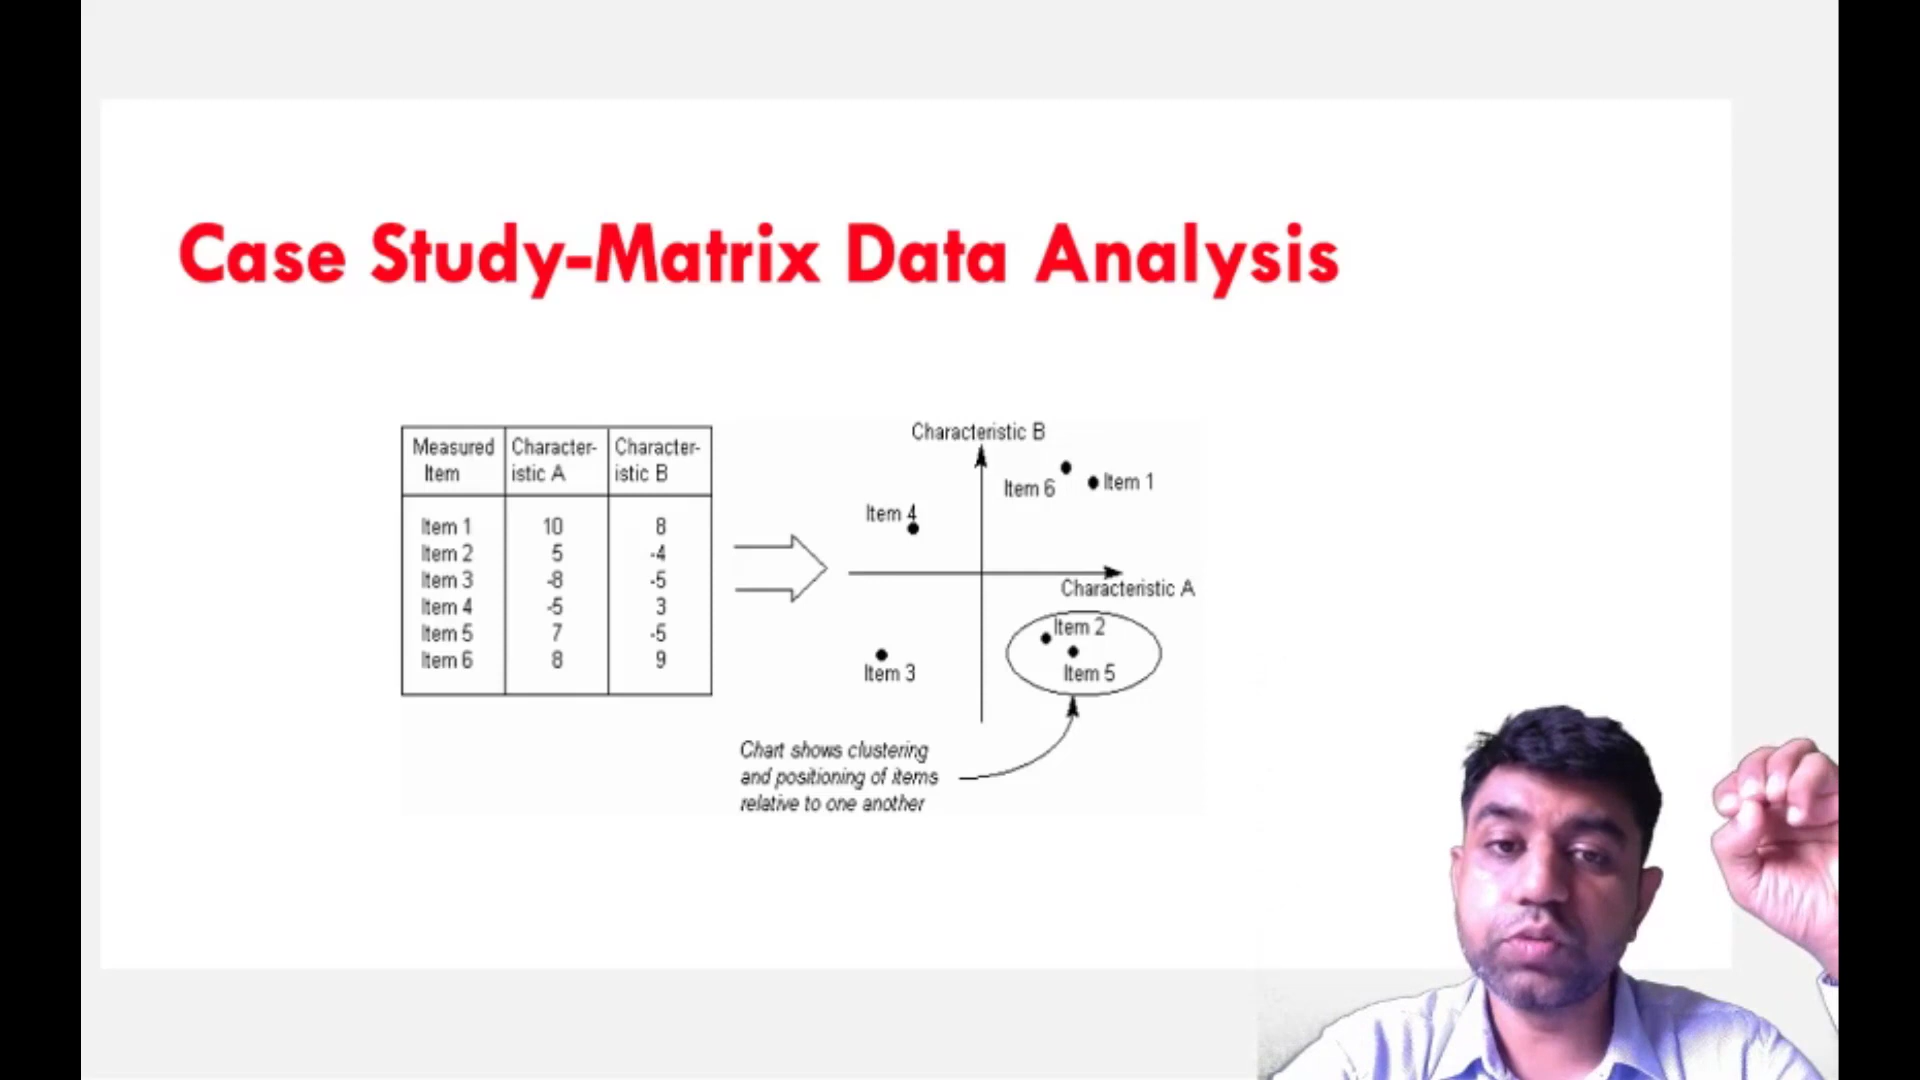 Case Study-Matrix Data Analysis
Measured Item Character-istic A Character-istic B
Item 1 10 8
Item 2 5 -4
Item 3 -8 -5
Item 4 -5 3
Item 5 7 -5
Item 6 8 9
Characteristic B
Item 6
Item 1
Item 4
Characteristic A
Item 2
Item 5
Item 3
Chart shows clustering
and positioning of items
relative to one another